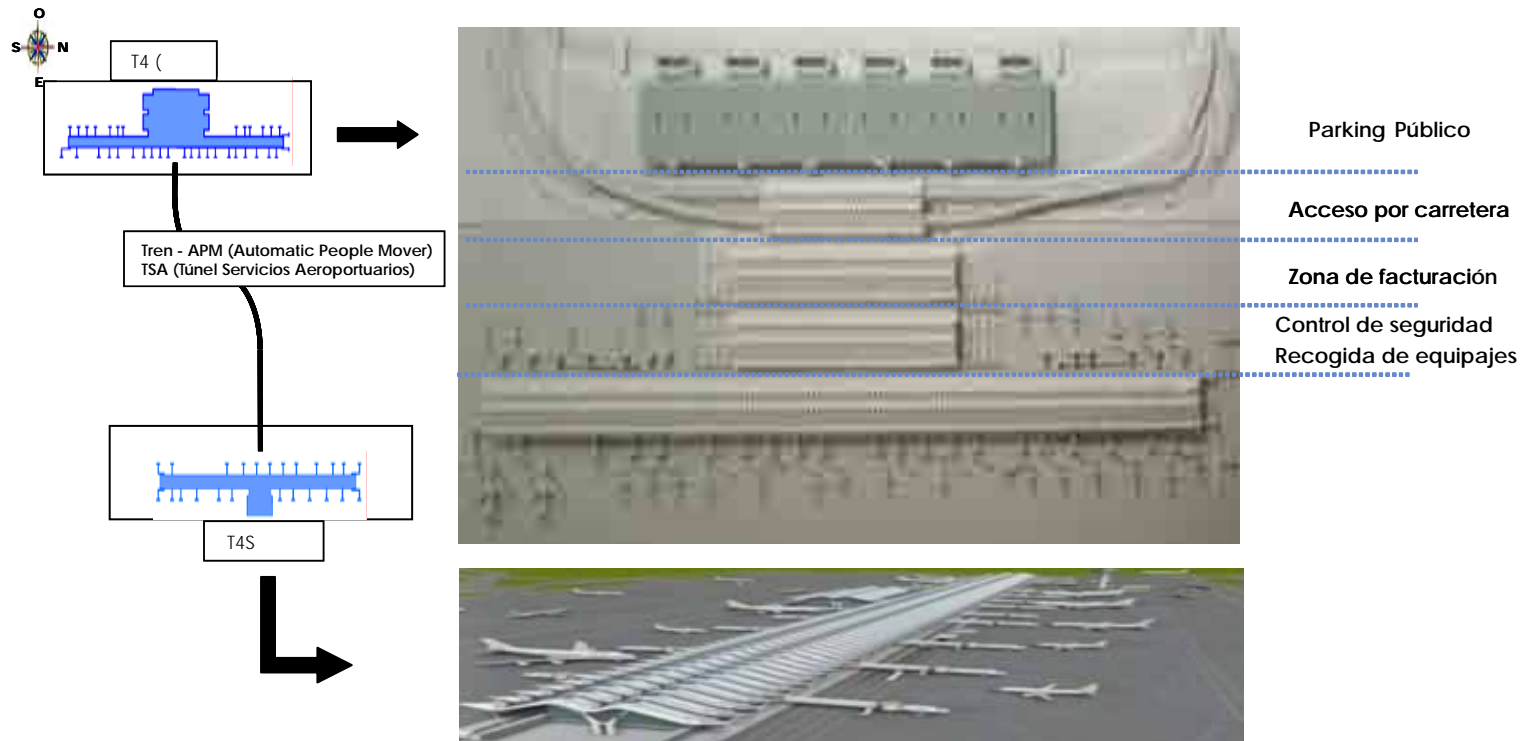 O
S N
E
T4 (
Tren - APM (Automatic People Mover)
TSA (Túnel Servicios Aeroportuarios)
T4S
Parking Público
Acceso por carretera
Zona de facturación
Control de seguridad
Recogida de equipajes